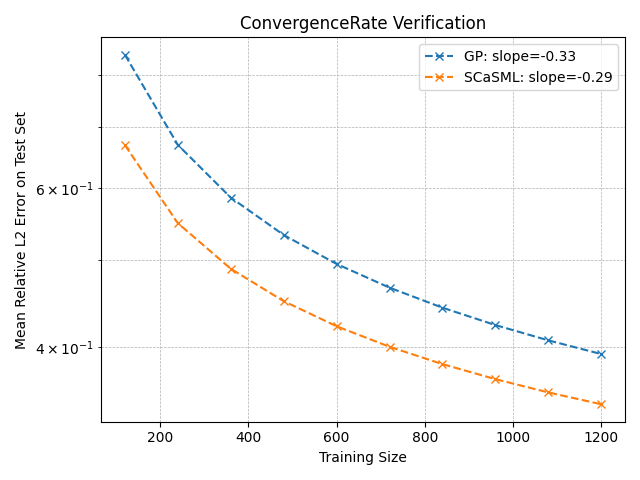 ConvergenceRate Verification
GP: slope=-0.33
SCaSML: slope=-0.29
Mean Relative L2 Error on Test Set
6 × 10⁻¹
4 × 10⁻¹
200 400 600 800 1000 1200
Training Size